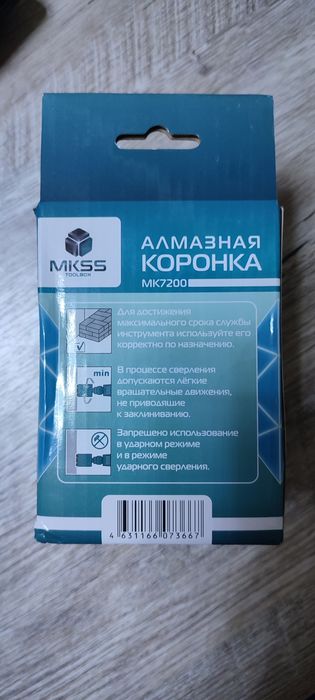 MKSS
TOOLBOX
АЛМАЗНАЯ
КОРОНКА
МК7200
Для достижения
максимального срока службы
инструмента используйте его
корректно по назначению.
min
В процессе сверления
допускаются лёгкие
вращательные движения,
не приводящие
к заклиниванию.
Запрещено использование
в ударном режиме
и в режиме
ударного сверления.
4 631166 073667